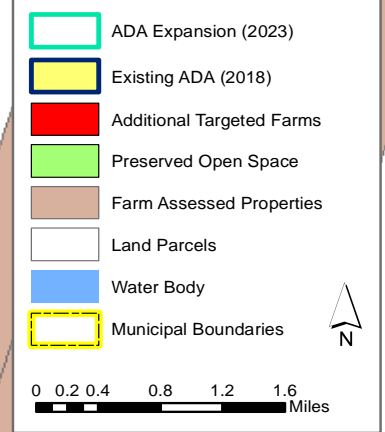 ADA Expansion (2023)
Existing ADA (2018)
Additional Targeted Farms
Preserved Open Space
Farm Assessed Properties
Land Parcels
Water Body
Municipal Boundaries
N
0 0.2 0.4 0.8 1.2 1.6
Miles